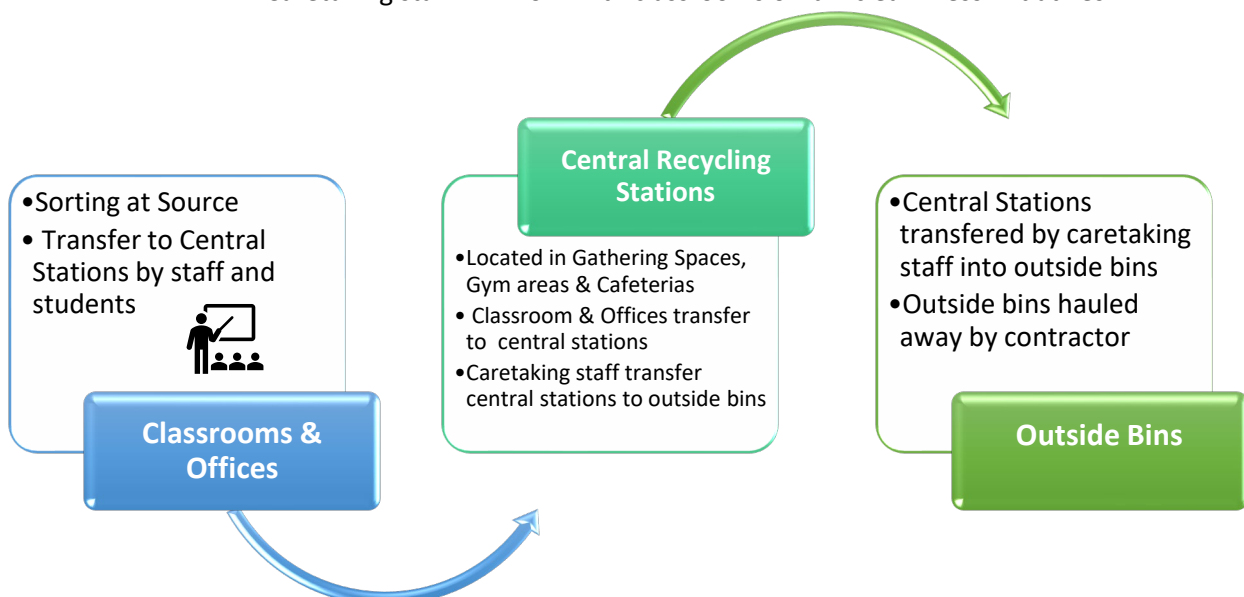 •Sorting at Source
• Transfer to Central
Stations by staff and
students
Classrooms &
Offices
Central Recycling
Stations
•Located in Gathering Spaces,
Gym areas & Cafeterias
• Classroom & Offices transfer
to central stations
•Caretaking staff transfer
central stations to outside bins
•Central Stations
transfered by caretaking
staff into outside bins
•Outside bins hauled
away by contractor
Outside Bins